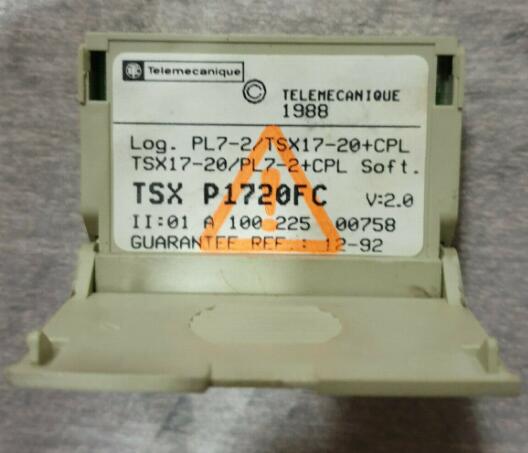 Telemecanique
© TELEMECANIQUE
1988
Log. PL7-2/TSX17-20+CPL
TSX17-20/PL7-2+CPL Soft.
TSX P1720FC V:2.0
II:01 A 100 225 00758
GUARANTEE REF.: 12-92